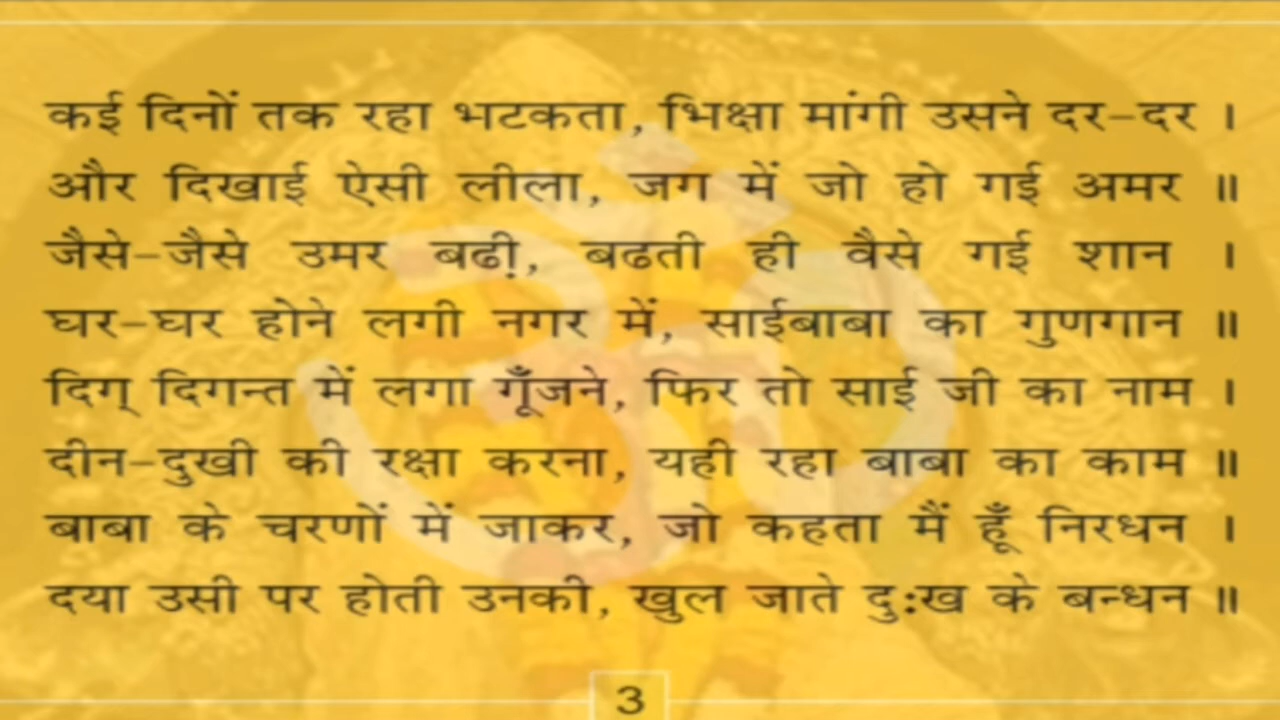 कई दिनों तक रहा भटकता, भिक्षा मांगी उसने दर-दर ।
और दिखाई ऐसी लीला, जग में जो हो गई अमर ॥
जैसे-जैसे उमर बढी़, बढती ही वैसे गई शान ।
घर-घर होने लगी नगर में, साईबाबा का गुणगान ॥
दिग् दिगन्त में लगा गूँजने, फिर तो साई जी का नाम ।
दीन-दुखी की रक्षा करना, यही रहा बाबा का काम ॥
बाबा के चरणों में जाकर, जो कहता मैं हूँ निरधन ।
दया उसी पर होती उनकी, खुल जाते दु:ख के बन्धन ॥
3